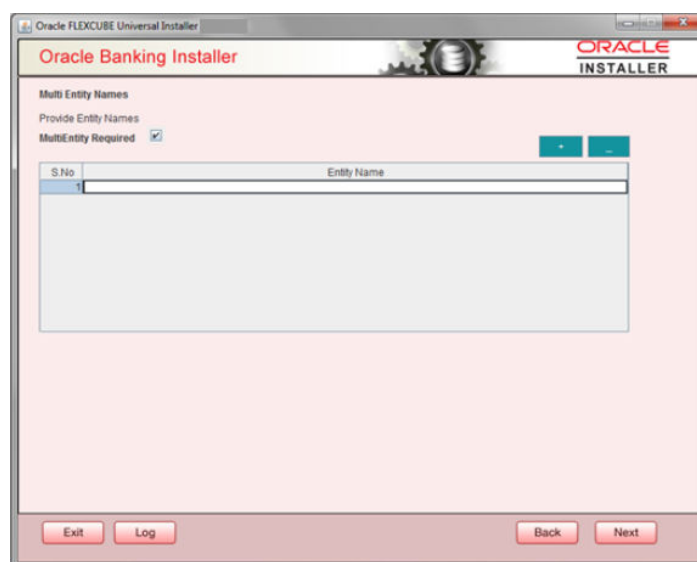 Oracle FLEXCUBE Universal Installer
Oracle Banking Installer
ORACLE
INSTALLER
Multi Entity Names
Provide Entity Names
MultiEntity Required
+ _
S.No Entity Name
1
Exit Log Back Next